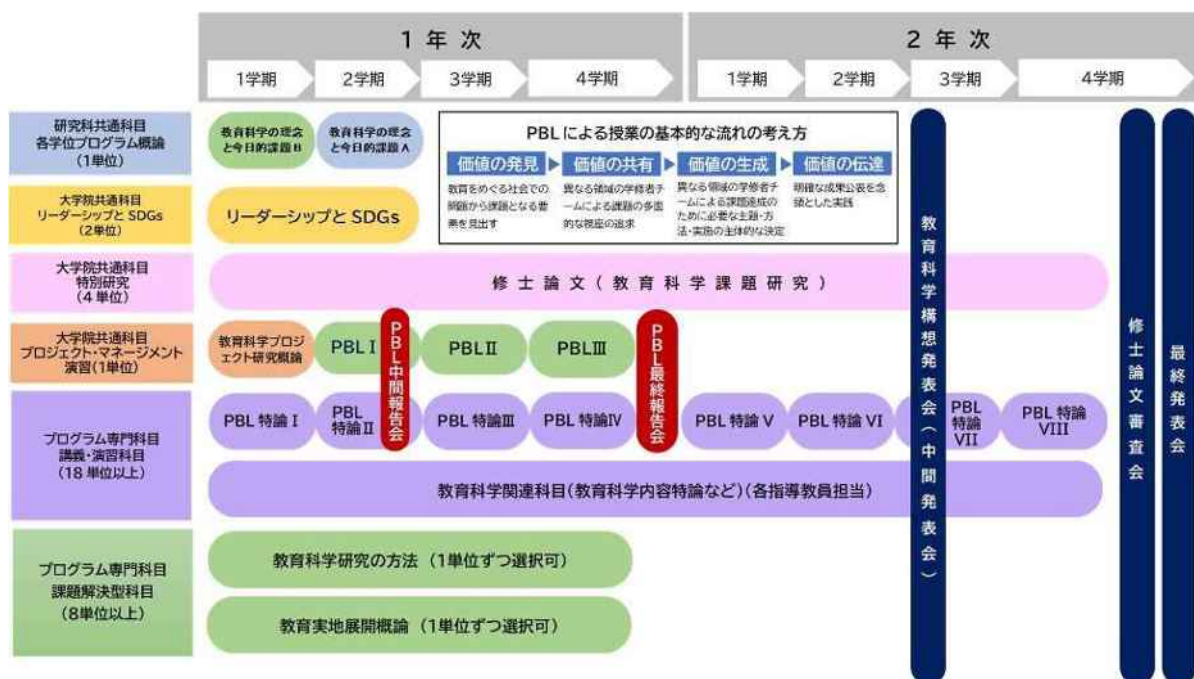 1 年 次
2 年 次
1学期
2学期
3学期
4学期
1学期
2学期
3学期
4学期
研究科共通科目
各学位プログラム概論
(1単位)
教育科学の理念
と今日的課題 B
教育科学の理念
と今日的課題 A
PBL による授業の基本的な流れの考え方
価値の発見
価値の共有
価値の生成
価値の伝達
教育をめぐる社会での
問題から課題となる要
素を見出す
異なる領域の学修者チ
ームによる課題の多面
的な視座の追求
異なる領域の学修者チ
ームによる課題達成の
ために必要な主題・方
法・実施の主体的な決定
明確な成果公表を念
頭とした実践
大学院共通科目
リーダーシップと SDGs
(2単位)
リーダーシップと SDGs
大学院共通科目
特別研究
(4 単位)
修 士 論 文 ( 教 育 科 学 課 題 研 究 )
大学院共通科目
プロジェクト・マネージメント
演習(1単位)
教育科学プロジ
ェクト研究概論
PBL I
PBL中間報告会
PBL II
PBL III
PBL最終報告会
プログラム専門科目
講義・演習科目
(18 単位以上)
PBL 特論 I
PBL
特論 II
PBL 特論 III
PBL 特論 IV
PBL 特論 V
PBL 特論 VI
PBL
特論
VII
PBL 特論
VIII
教育科学関連科目(教育科学内容特論など)(各指導教員担当)
プログラム専門科目
課題解決型科目
(8単位以上)
教育科学研究の方法 (1単位ずつ選択可)
教育実地展開概論 (1単位ずつ選択可)
教育科学構想発表会(中間発表会)
修士論文審査会
最終発表会